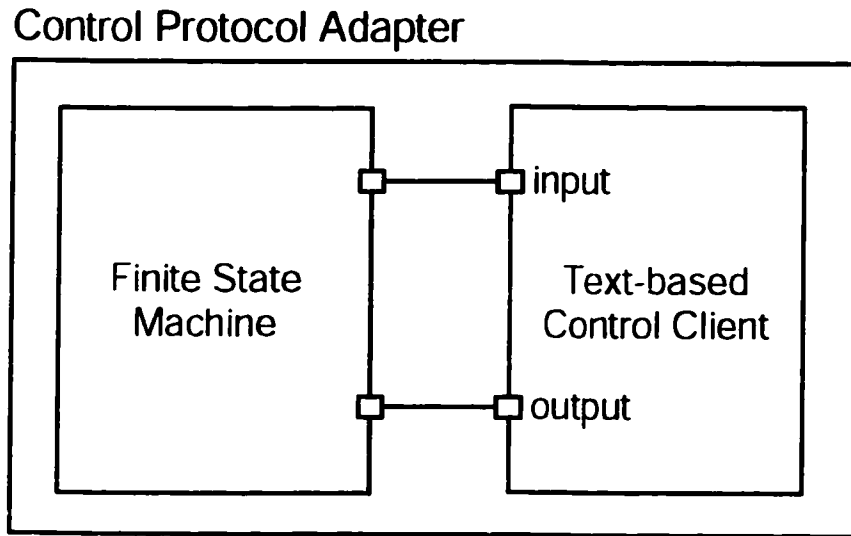 Control Protocol Adapter
input
Finite State
Machine
Text-based
Control Client
output